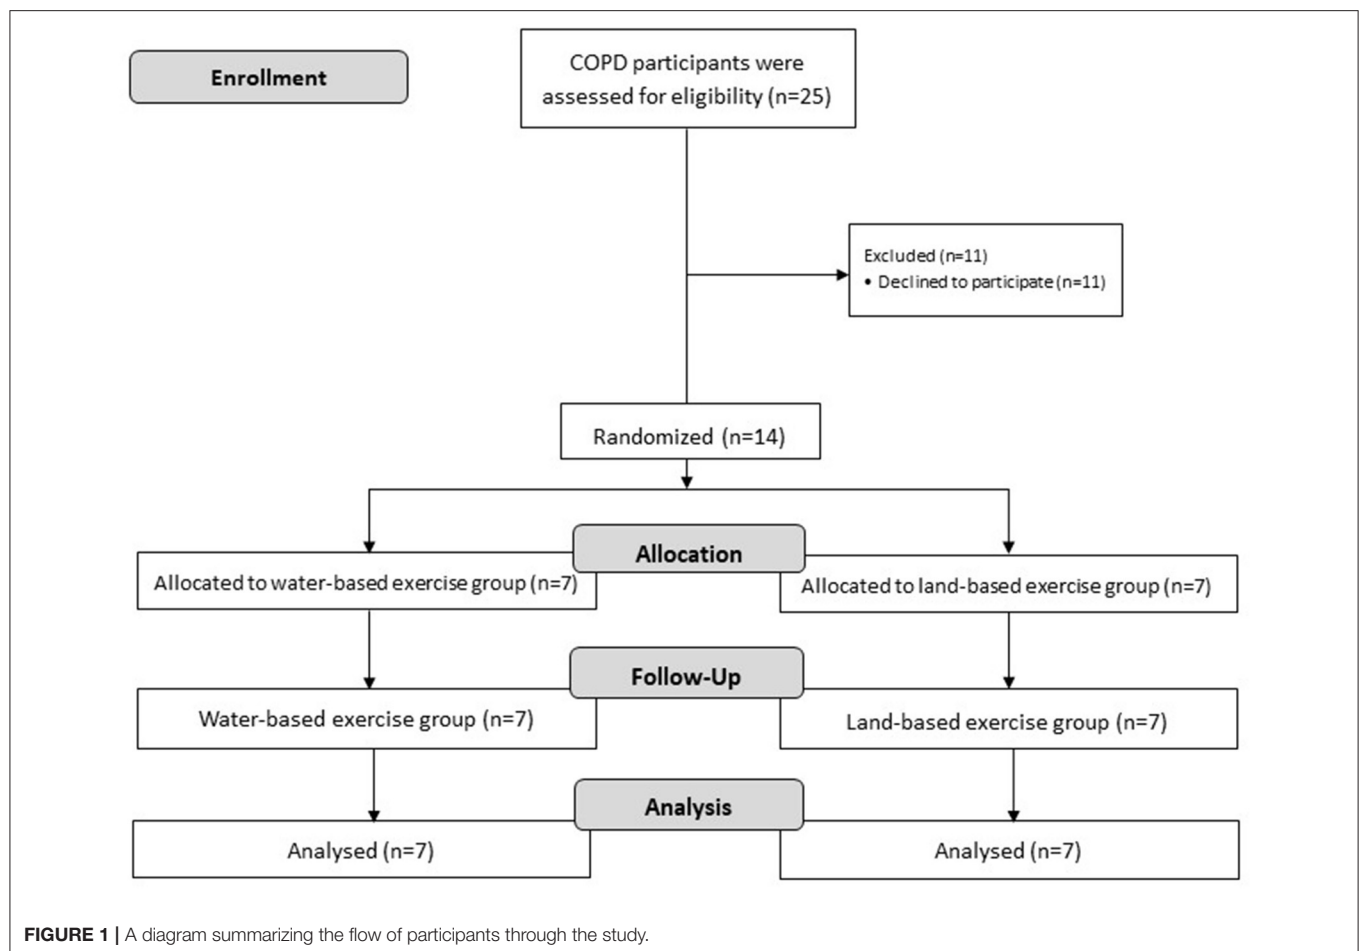 Enrollment
COPD participants were
assessed for eligibility (n=25)
Excluded (n=11)
• Declined to participate (n=11)
Randomized (n=14)
Allocation
Allocated to water-based exercise group (n=7)
Allocated to land-based exercise group (n=7)
Follow-Up
Water-based exercise group (n=7)
Land-based exercise group (n=7)
Analysis
Analysed (n=7)
Analysed (n=7)
FIGURE 1 | A diagram summarizing the flow of participants through the study.